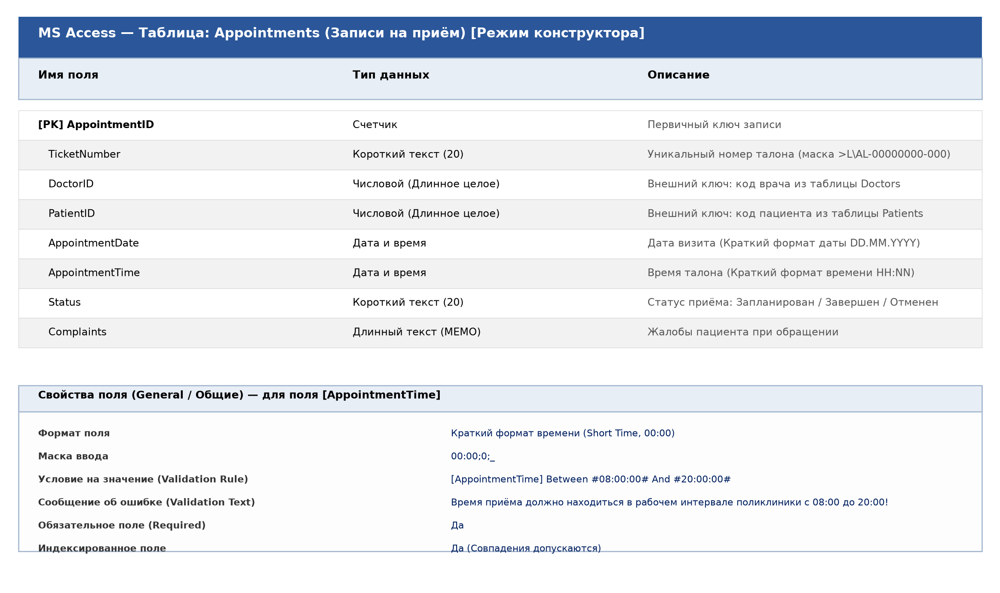 MS Access — Таблица: Appointments (Записи на приём) [Режим конструктора]
Имя поля Тип данных Описание
[PK] AppointmentID Счетчик Первичный ключ записи
TicketNumber Короткий текст (20) Уникальный номер талона (маска >L\AL-00000000-000)
DoctorID Числовой (Длинное целое) Внешний ключ: код врача из таблицы Doctors
PatientID Числовой (Длинное целое) Внешний ключ: код пациента из таблицы Patients
AppointmentDate Дата и время Дата визита (Краткий формат даты DD.MM.YYYY)
AppointmentTime Дата и время Время талона (Краткий формат времени HH:NN)
Status Короткий текст (20) Статус приёма: Запланирован / Завершен / Отменен
Complaints Длинный текст (MEMO) Жалобы пациента при обращении
Свойства поля (General / Общие) — для поля [AppointmentTime]
Формат поля Краткий формат времени (Short Time, 00:00)
Маска ввода 00:00;0;_
Условие на значение (Validation Rule) [AppointmentTime] Between #08:00:00# And #20:00:00#
Сообщение об ошибке (Validation Text) Время приёма должно находиться в рабочем интервале поликлиники с 08:00 до 20:00!
Обязательное поле (Required) Да
Индексированное поле Да (Совпадения допускаются)